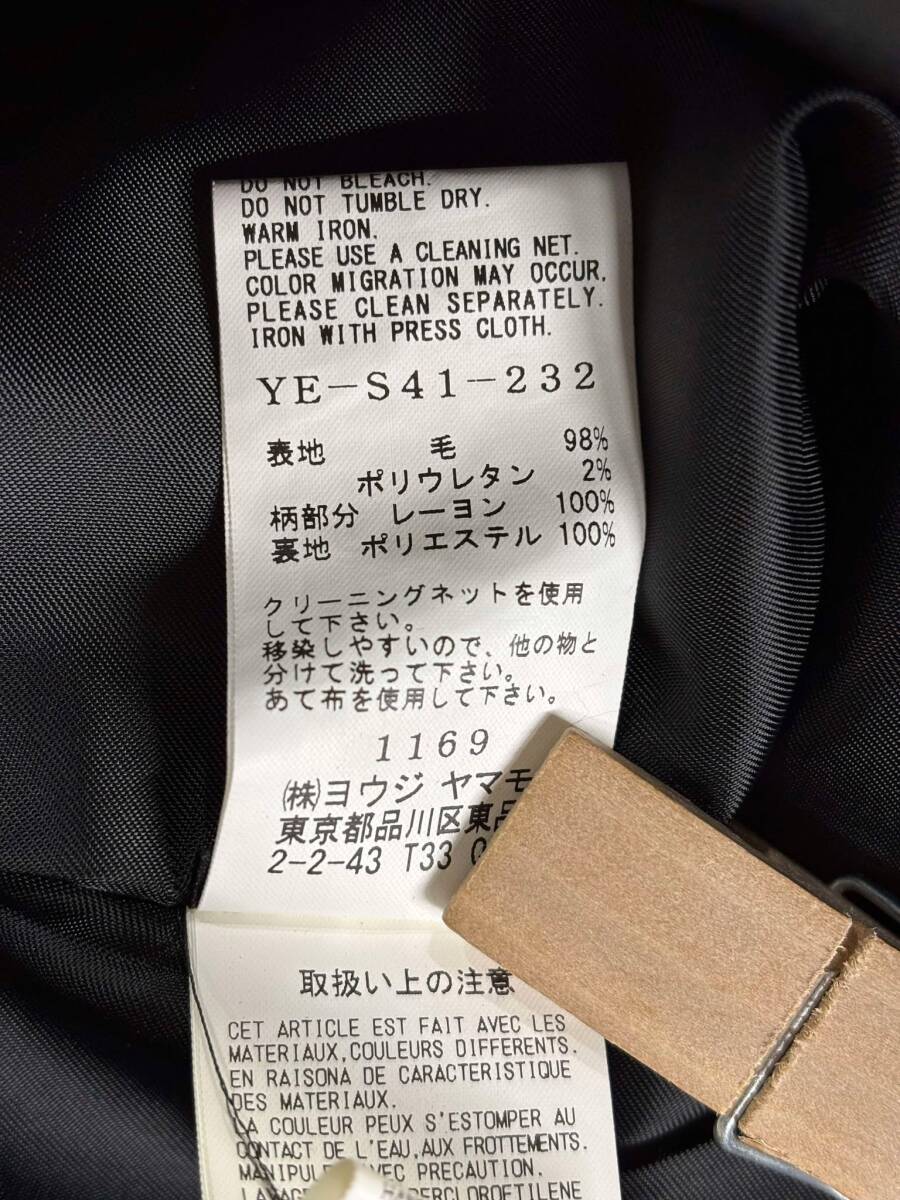 DO NOT BLEACH.
DO NOT TUMBLE DRY.
WARM IRON.
PLEASE USE A CLEANING NET.
COLOR MIGRATION MAY OCCUR,
PLEASE CLEAN SEPARATELY.
IRON WITH PRESS CLOTH.
YE-S41-232
表地 毛 98%
ポリウレタン 2%
柄部分 レーヨン 100%
裏地 ポリエステル 100%
クリーニングネットを使用
して下さい。
移染しやすいので、他の物と
分けて洗って下さい。
あて布を使用して下さい。
1169
(株)ヨウジ ヤマモ
東京都品川区東品
2-2-43 T33
取扱い上の注意
CET ARTICLE EST FAIT AVEC LES
MATERIAUX,COULEURS DIFFERENTS.
EN RAISONA DE CARACTERISTIQUE
DES MATERIAUX.
LA COULEUR PEUX S'ESTOMPER AU
CONTACT DE L'EAU,AUX FROTTEMENTS.
MANIPULE AVEC PRECAUTION.